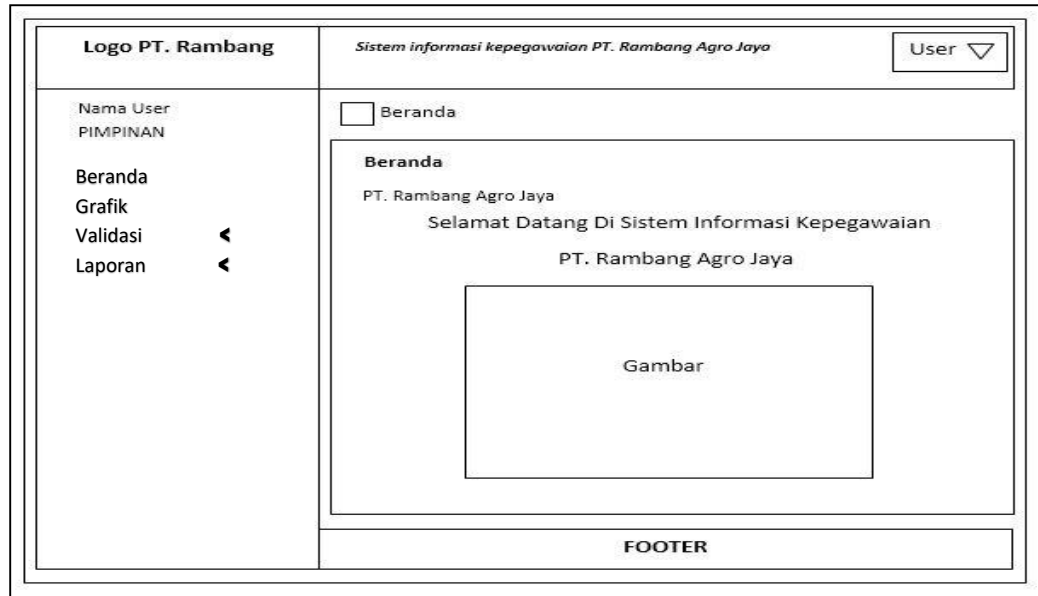 Logo PT. Rambang
Sistem informasi kepegawaian PT. Rambang Agro Jaya
User
Nama User
PIMPINAN
Beranda
Grafik
Validasi <
Laporan <
Beranda
Beranda
PT. Rambang Agro Jaya
Selamat Datang Di Sistem Informasi Kepegawaian
PT. Rambang Agro Jaya
Gambar
FOOTER